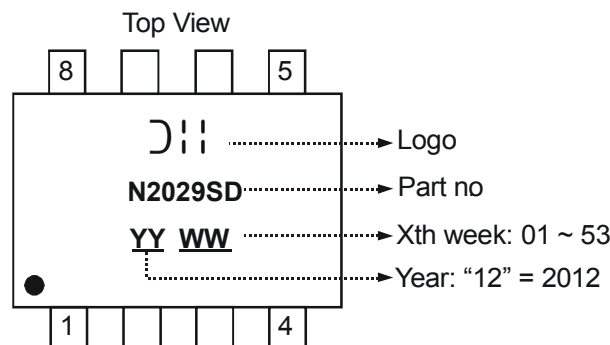 Top View
8 5
Logo
N2029SD Part no
YY WW Xth week: 01 ~ 53
Year: “12” = 2012
1 4